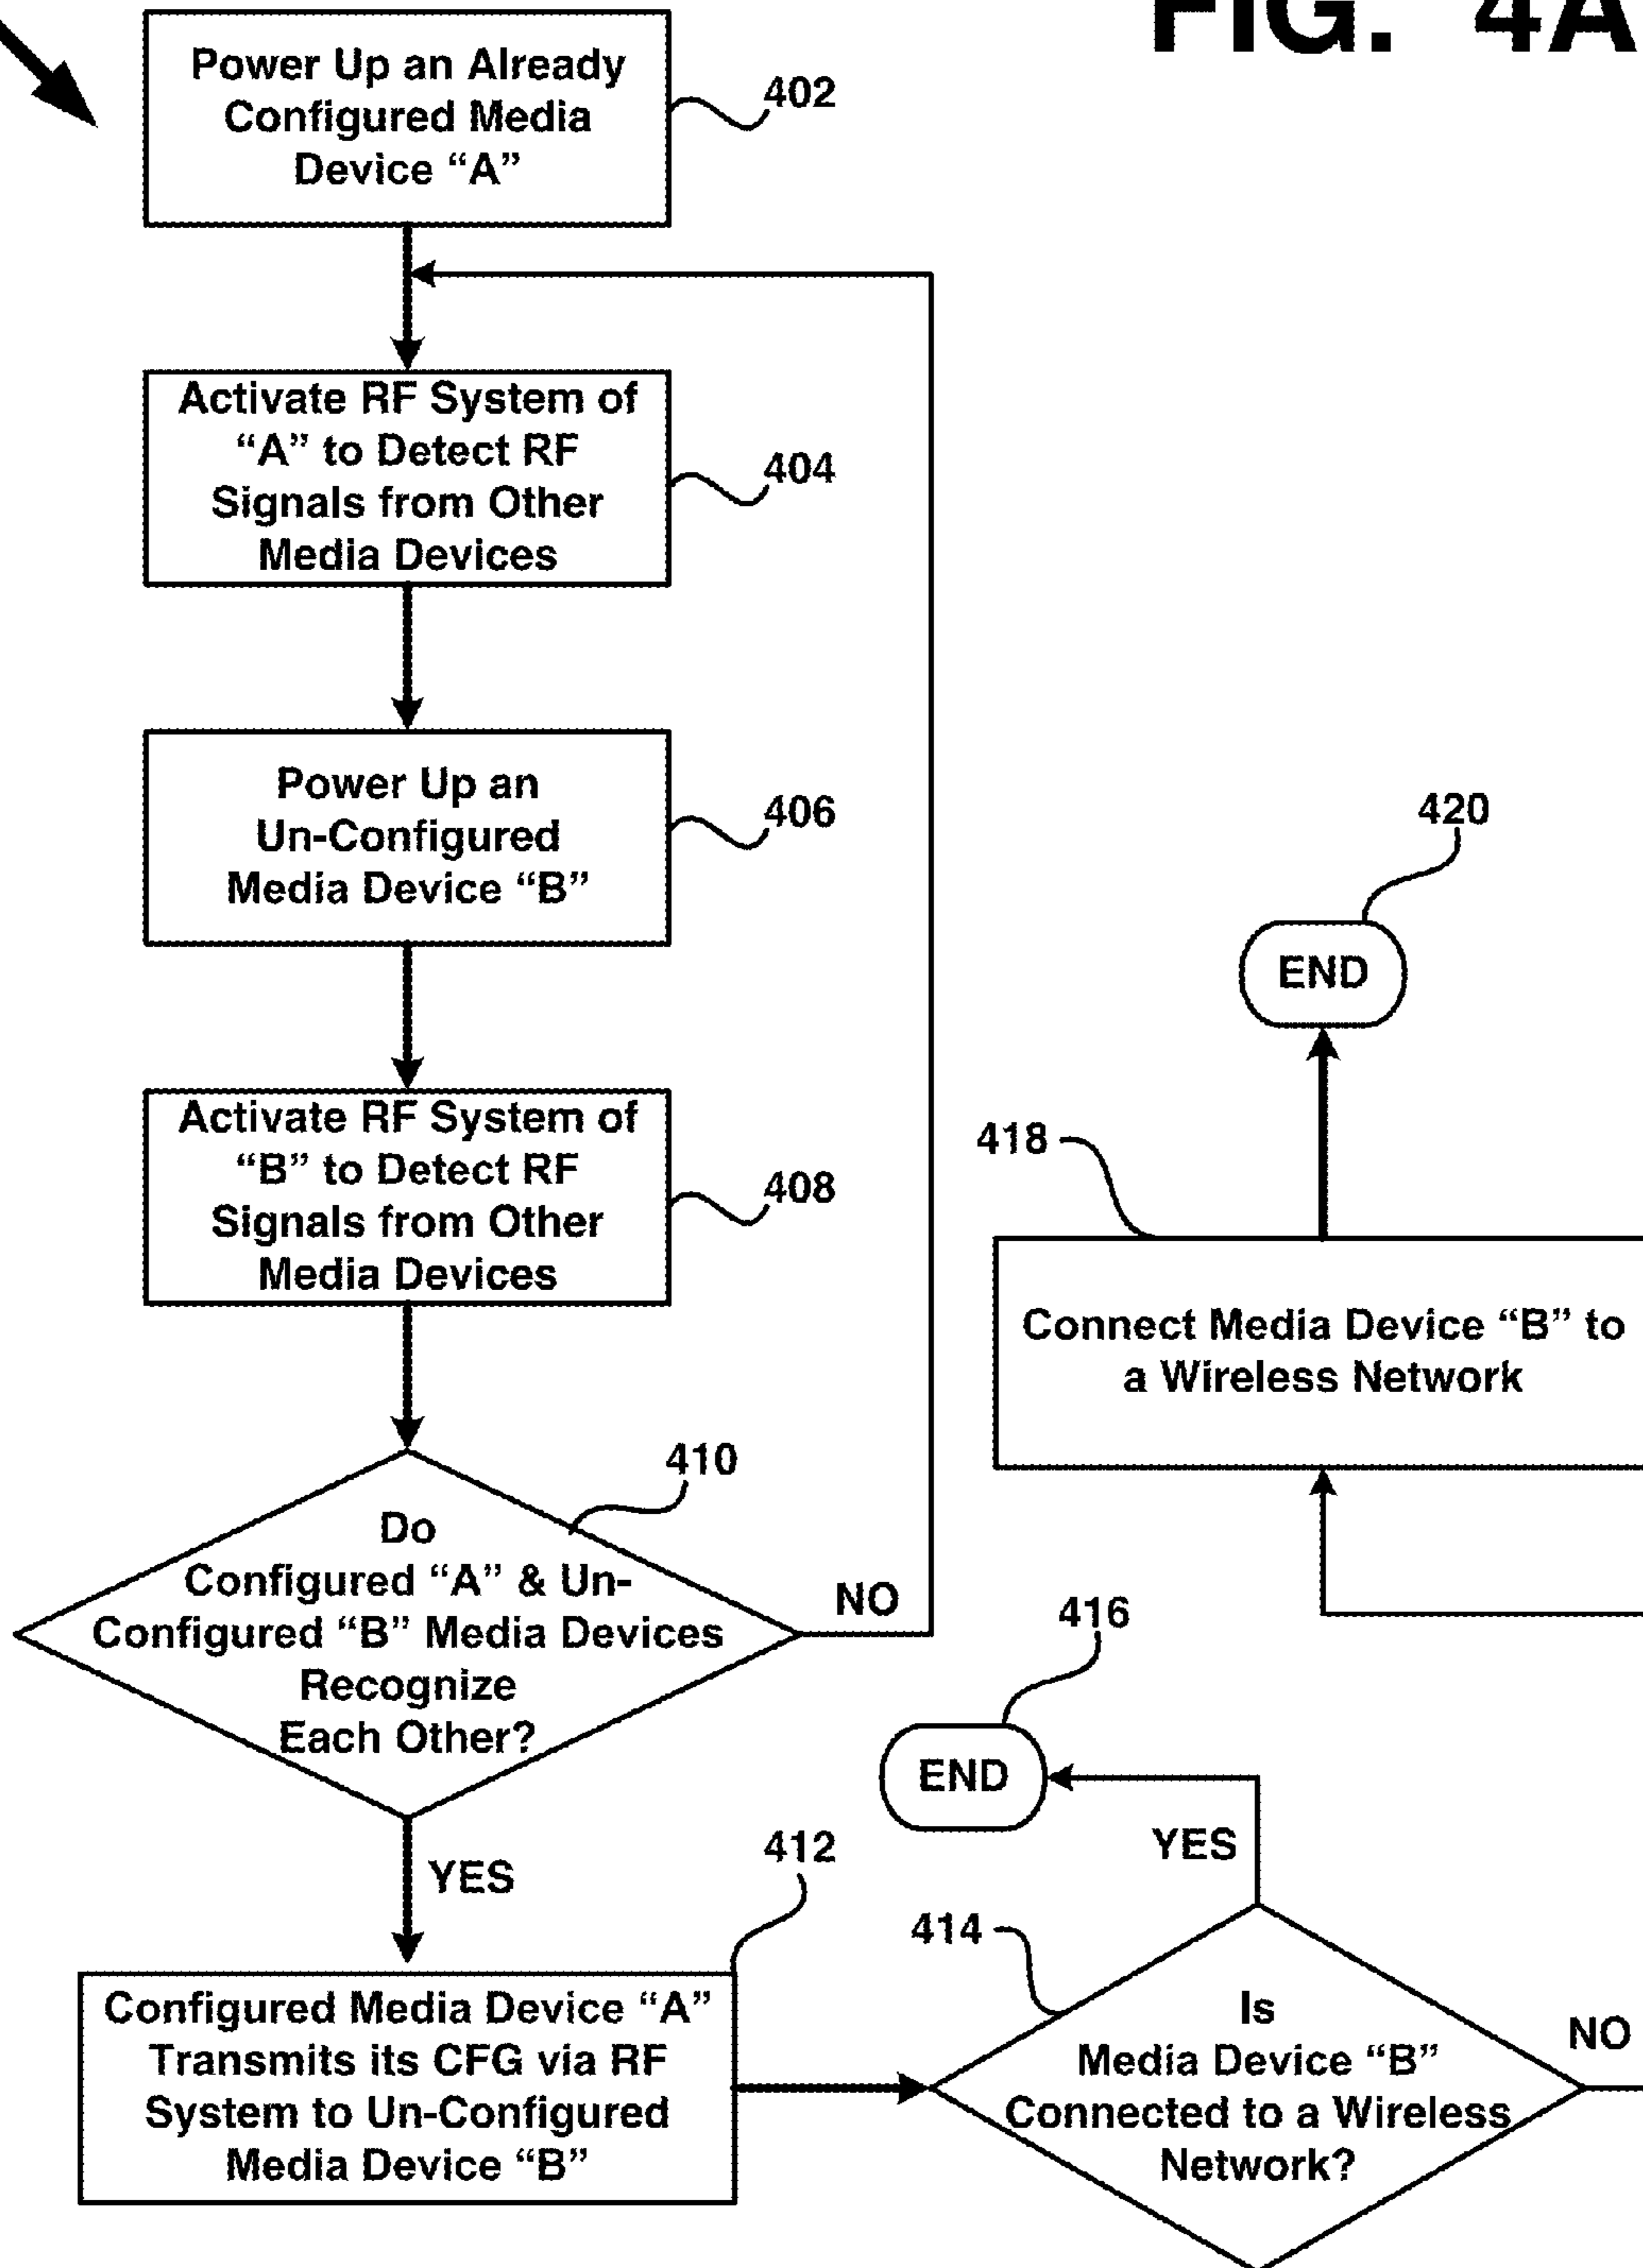 FIG. 4A
Power Up an Already
Configured Media
Device “A”
402
Activate RF System of
“A” to Detect RF
Signals from Other
Media Devices
404
Power Up an
Un-Configured
Media Device “B”
406
Activate RF System of
“B” to Detect RF
Signals from Other
Media Devices
408
410
Do
Configured “A” & Un-
Configured “B” Media Devices
Recognize
Each Other?
NO
YES
412
Configured Media Device “A”
Transmits its CFG via RF
System to Un-Configured
Media Device “B”
414
Is
Media Device “B”
Connected to a Wireless
Network?
YES
NO
416
END
418
Connect Media Device “B” to
a Wireless Network
420
END